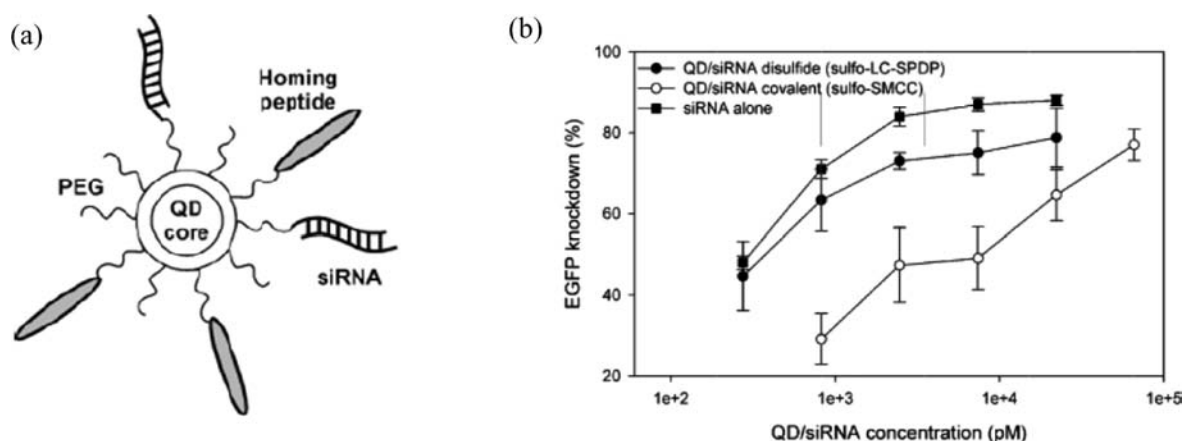 (a)
Homing
peptide
PEG
QD
core
siRNA
(b)
EGFP knockdown (%)
100
80
60
40
20
QD/siRNA disulfide (sulfo-LC-SPDP)
QD/siRNA covalent (sulfo-SMCC)
siRNA alone
1e+2
1e+3
1e+4
1e+5
QD/siRNA concentration (pM)